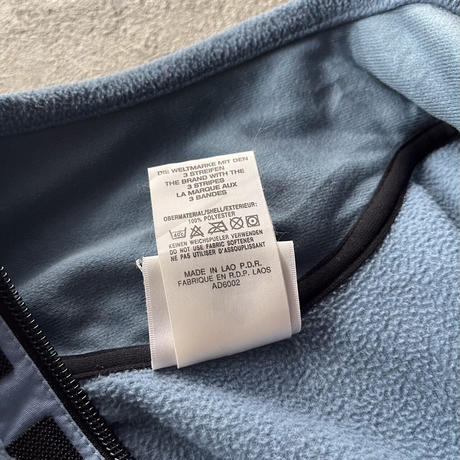 DIE WELTMARKE MIT DEN
3 STREIFEN
THE BRAND WITH THE
3 STRIPES
LA MARQUE AUX
3 BANDES
OBERMATERIAL/SHELL/EXTERIEUR:
100% POLYESTER
40°
KEINEN WEICHSPUELER VERWENDEN
DO NOT USE FABRIC SOFTENER
NE PAS UTILISER D'ASSOUPLISSANT
MADE IN LAO P.D.R.
FABRIQUE EN R.D.P. LAOS
AD6002